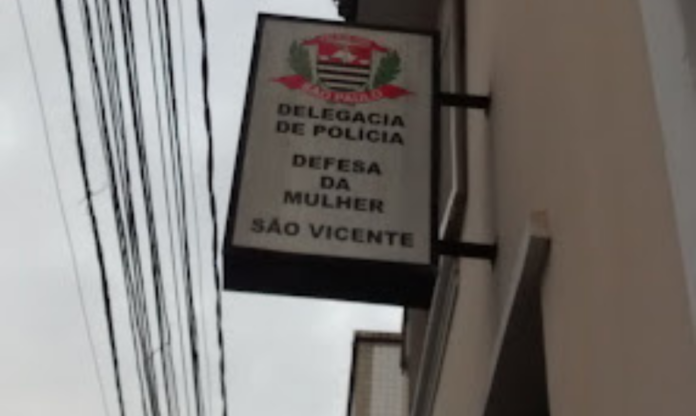 SÃO PAULO
DELEGACIA
DE POLÍCIA
DEFESA
DA
MULHER
SÃO VICENTE